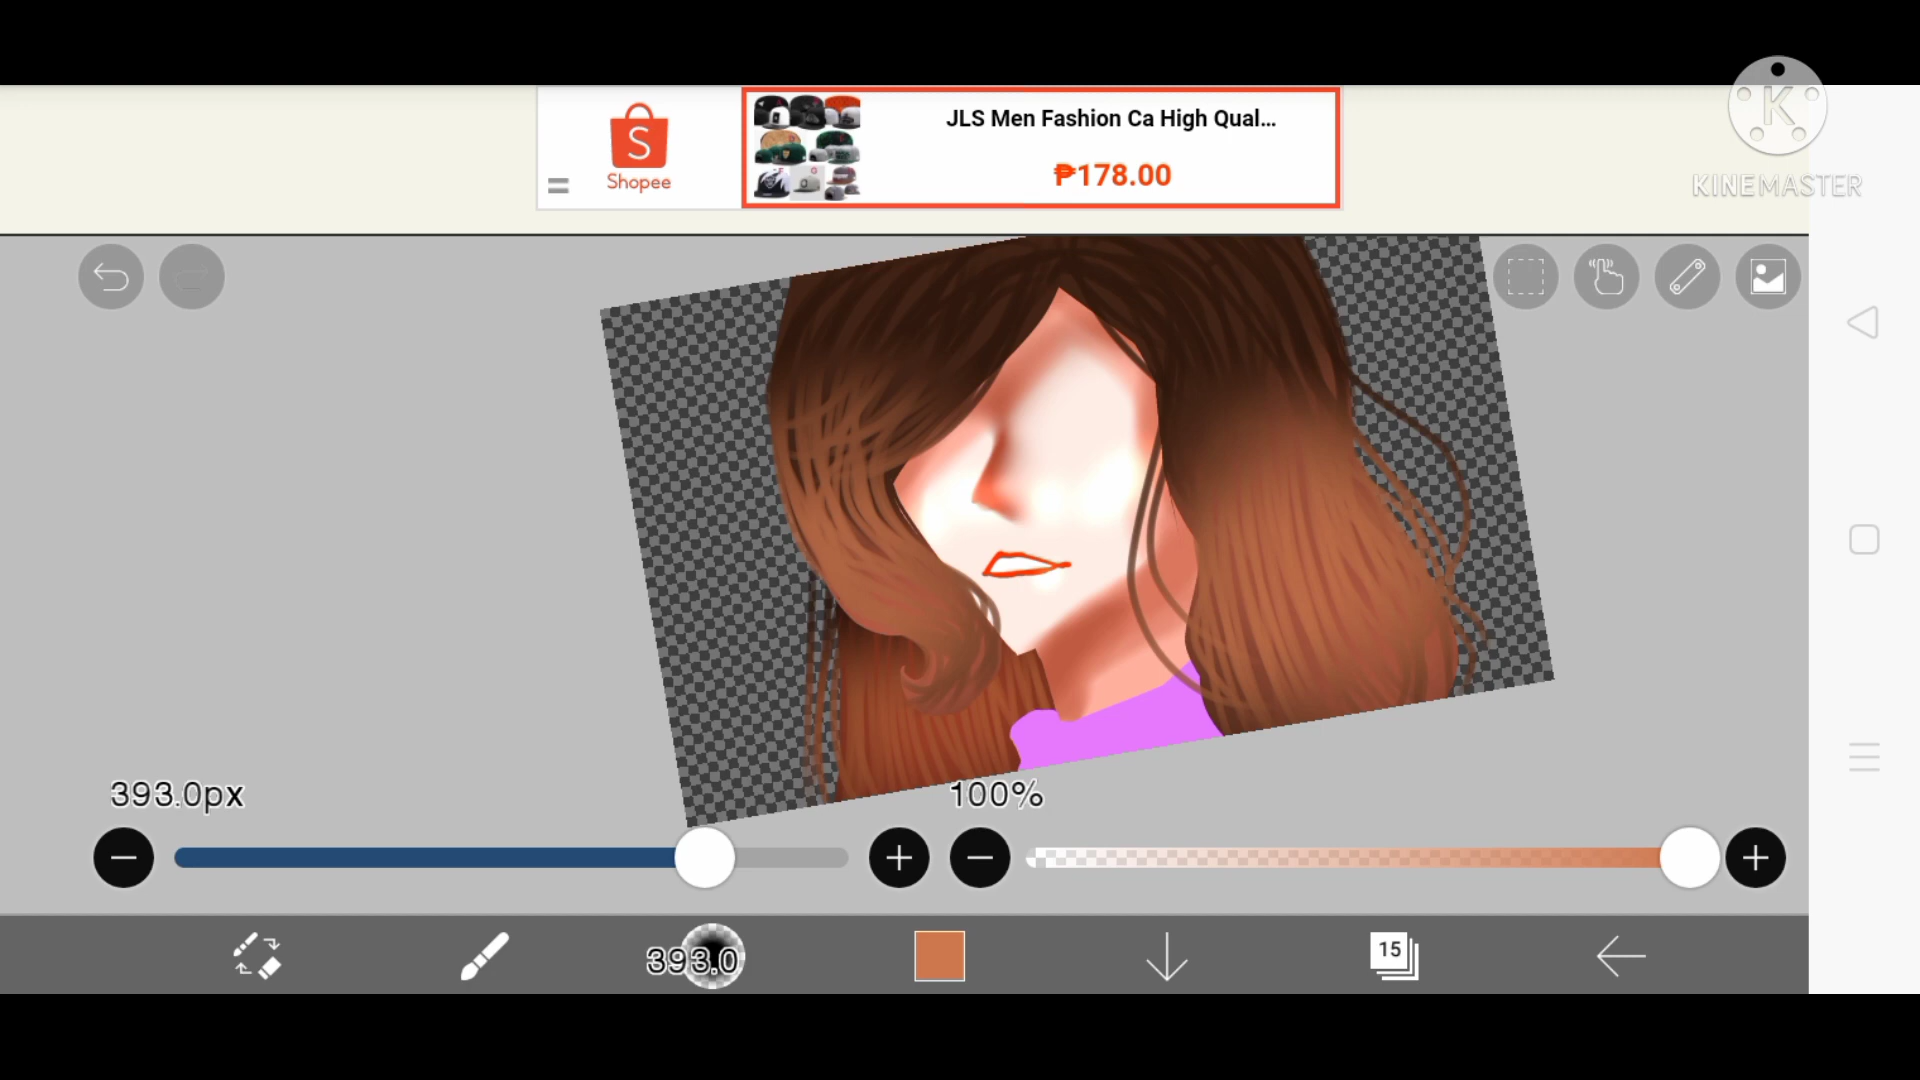 JLS Men Fashion Ca High Qual...
S
Shopee
₱178.00
K
KINEMASTER
393.0px
100%
393.0
15